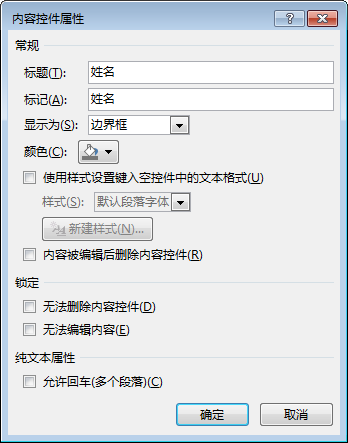 内容控件属性
常规
标题(T): 姓名
标记(A): 姓名
显示为(S): 边界框
颜色(C):
使用样式设置键入空控件中的文本格式(U)
样式(S): 默认段落字体
新建样式(N)...
内容被编辑后删除内容控件(R)
锁定
无法删除内容控件(D)
无法编辑内容(E)
纯文本属性
允许回车(多个段落)(C)
确定 取消